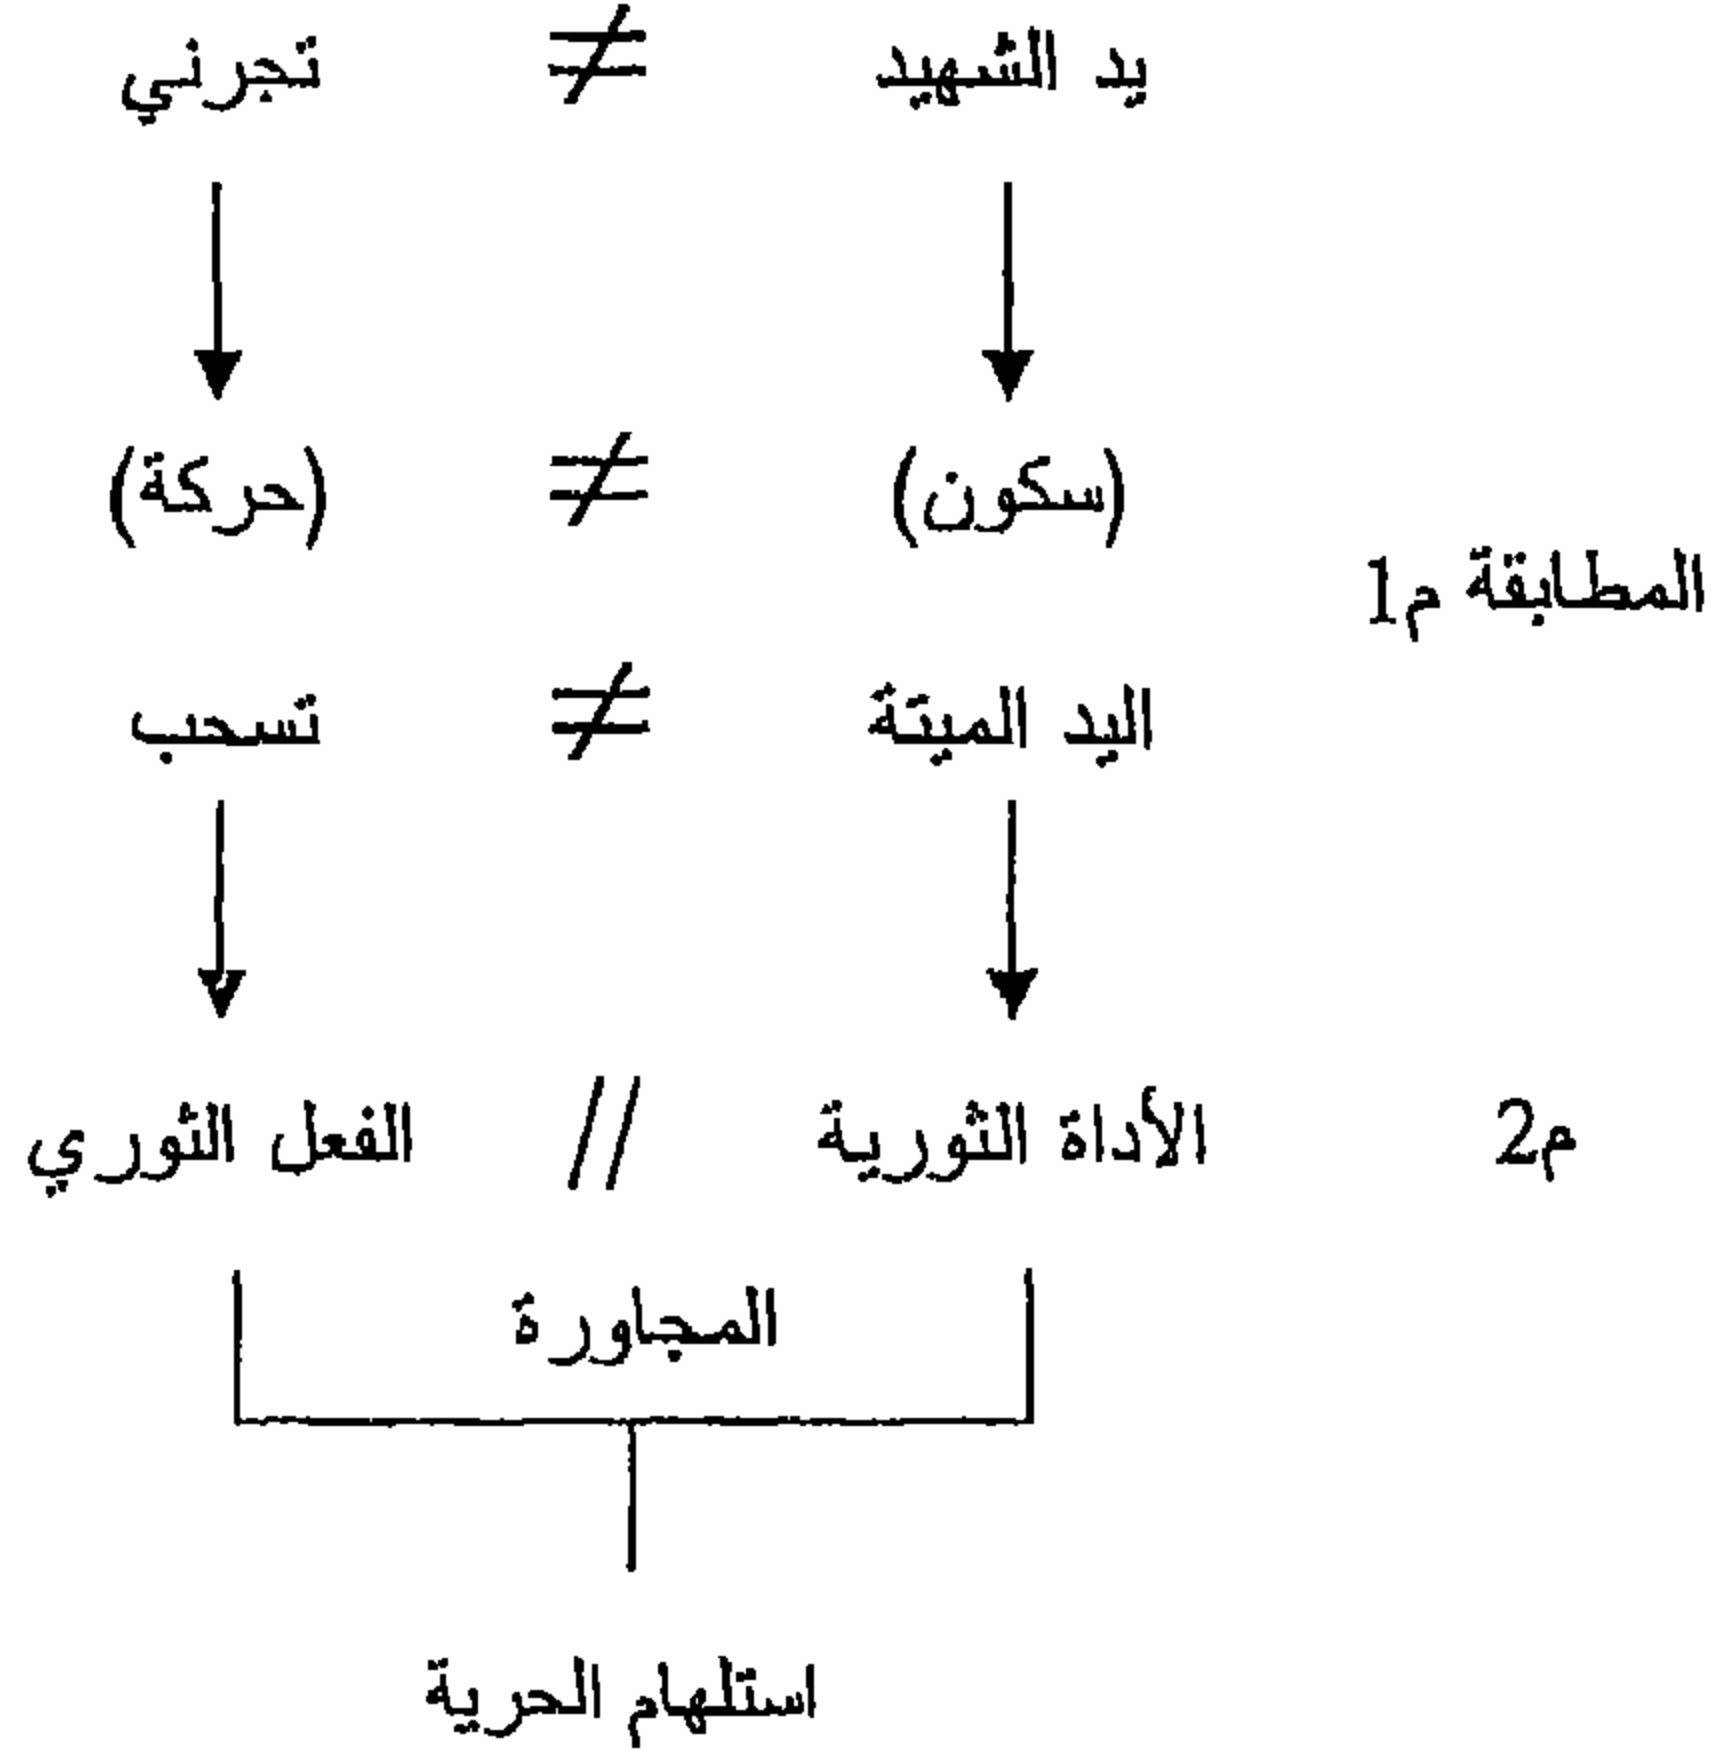 يد الشهيد ≠ تجرني
(سكون) ≠ (حركة)
المطابقة م1
اليد الميتة ≠ تسحب
م2 الأداة الثورية // الفعل الثوري
المجاورة
استلهام الحرية